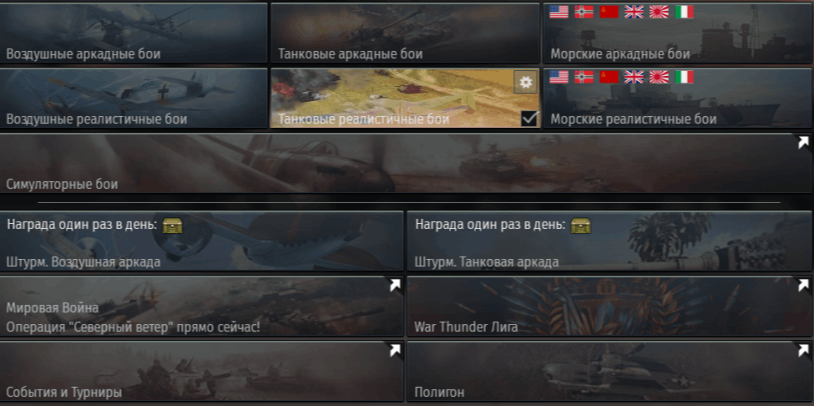 Воздушные аркадные бои
Танковые аркадные бои
Морские аркадные бои
Воздушные реалистичные бои
Танковые реалистичные бои
Морские реалистичные бои
Симуляторные бои
Награда один раз в день:
Штурм. Воздушная аркада
Награда один раз в день:
Штурм. Танковая аркада
Мировая Война
Операция "Северный ветер" прямо сейчас!
War Thunder Лига
События и Турниры
Полигон